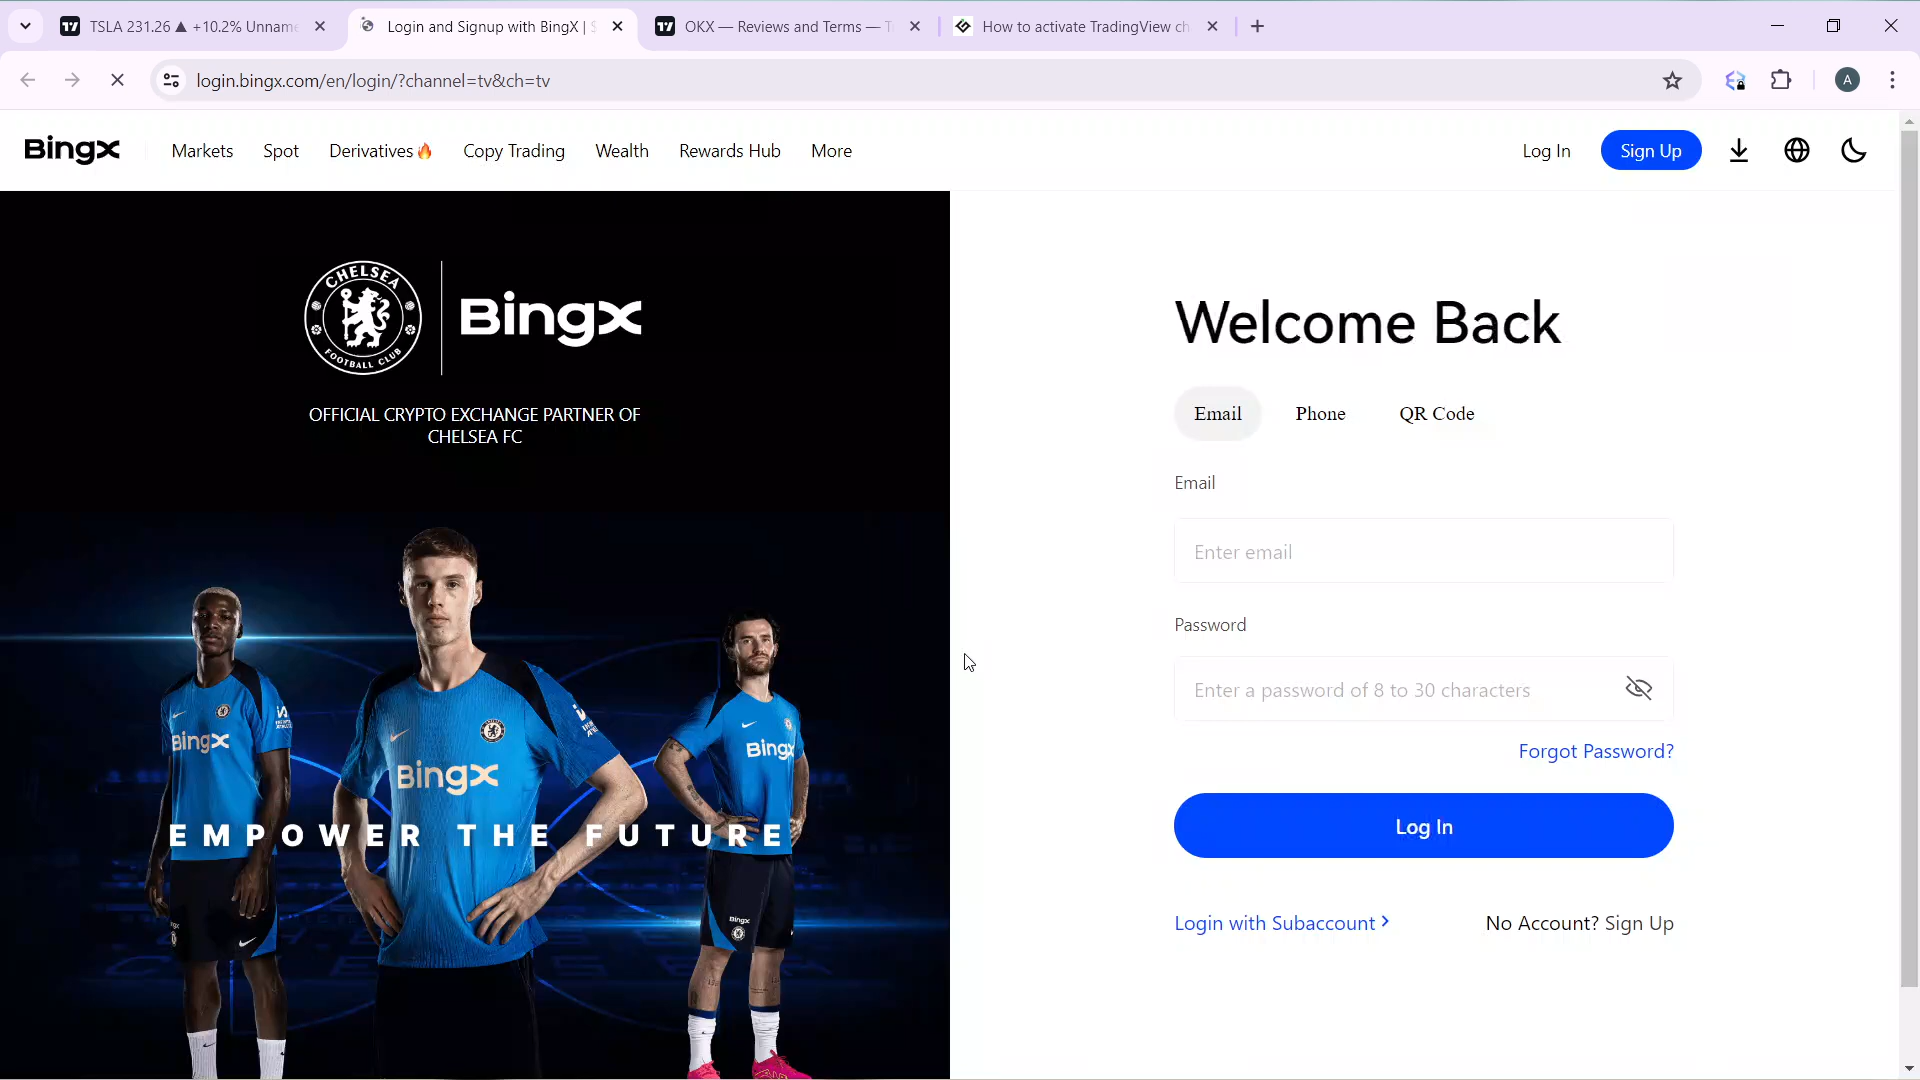 TSLA 231.26 ▲ +10.2% Unname
Login and Signup with BingX | S
OKX — Reviews and Terms — T
How to activate TradingView ch
login.bingx.com/en/login/?channel=tv&ch=tv
A
BingX
Markets
Spot
Derivatives
Copy Trading
Wealth
Rewards Hub
More
Log In
Sign Up
CHELSEA
FOOTBALL CLUB
BingX
OFFICIAL CRYPTO EXCHANGE PARTNER OF
CHELSEA FC
BingX
BingX
BingX
EMPOWER THE FUTURE
BingX
Welcome Back
Email
Phone
QR Code
Email
Enter email
Password
Enter a password of 8 to 30 characters
Forgot Password?
Log In
Login with Subaccount >
No Account? Sign Up